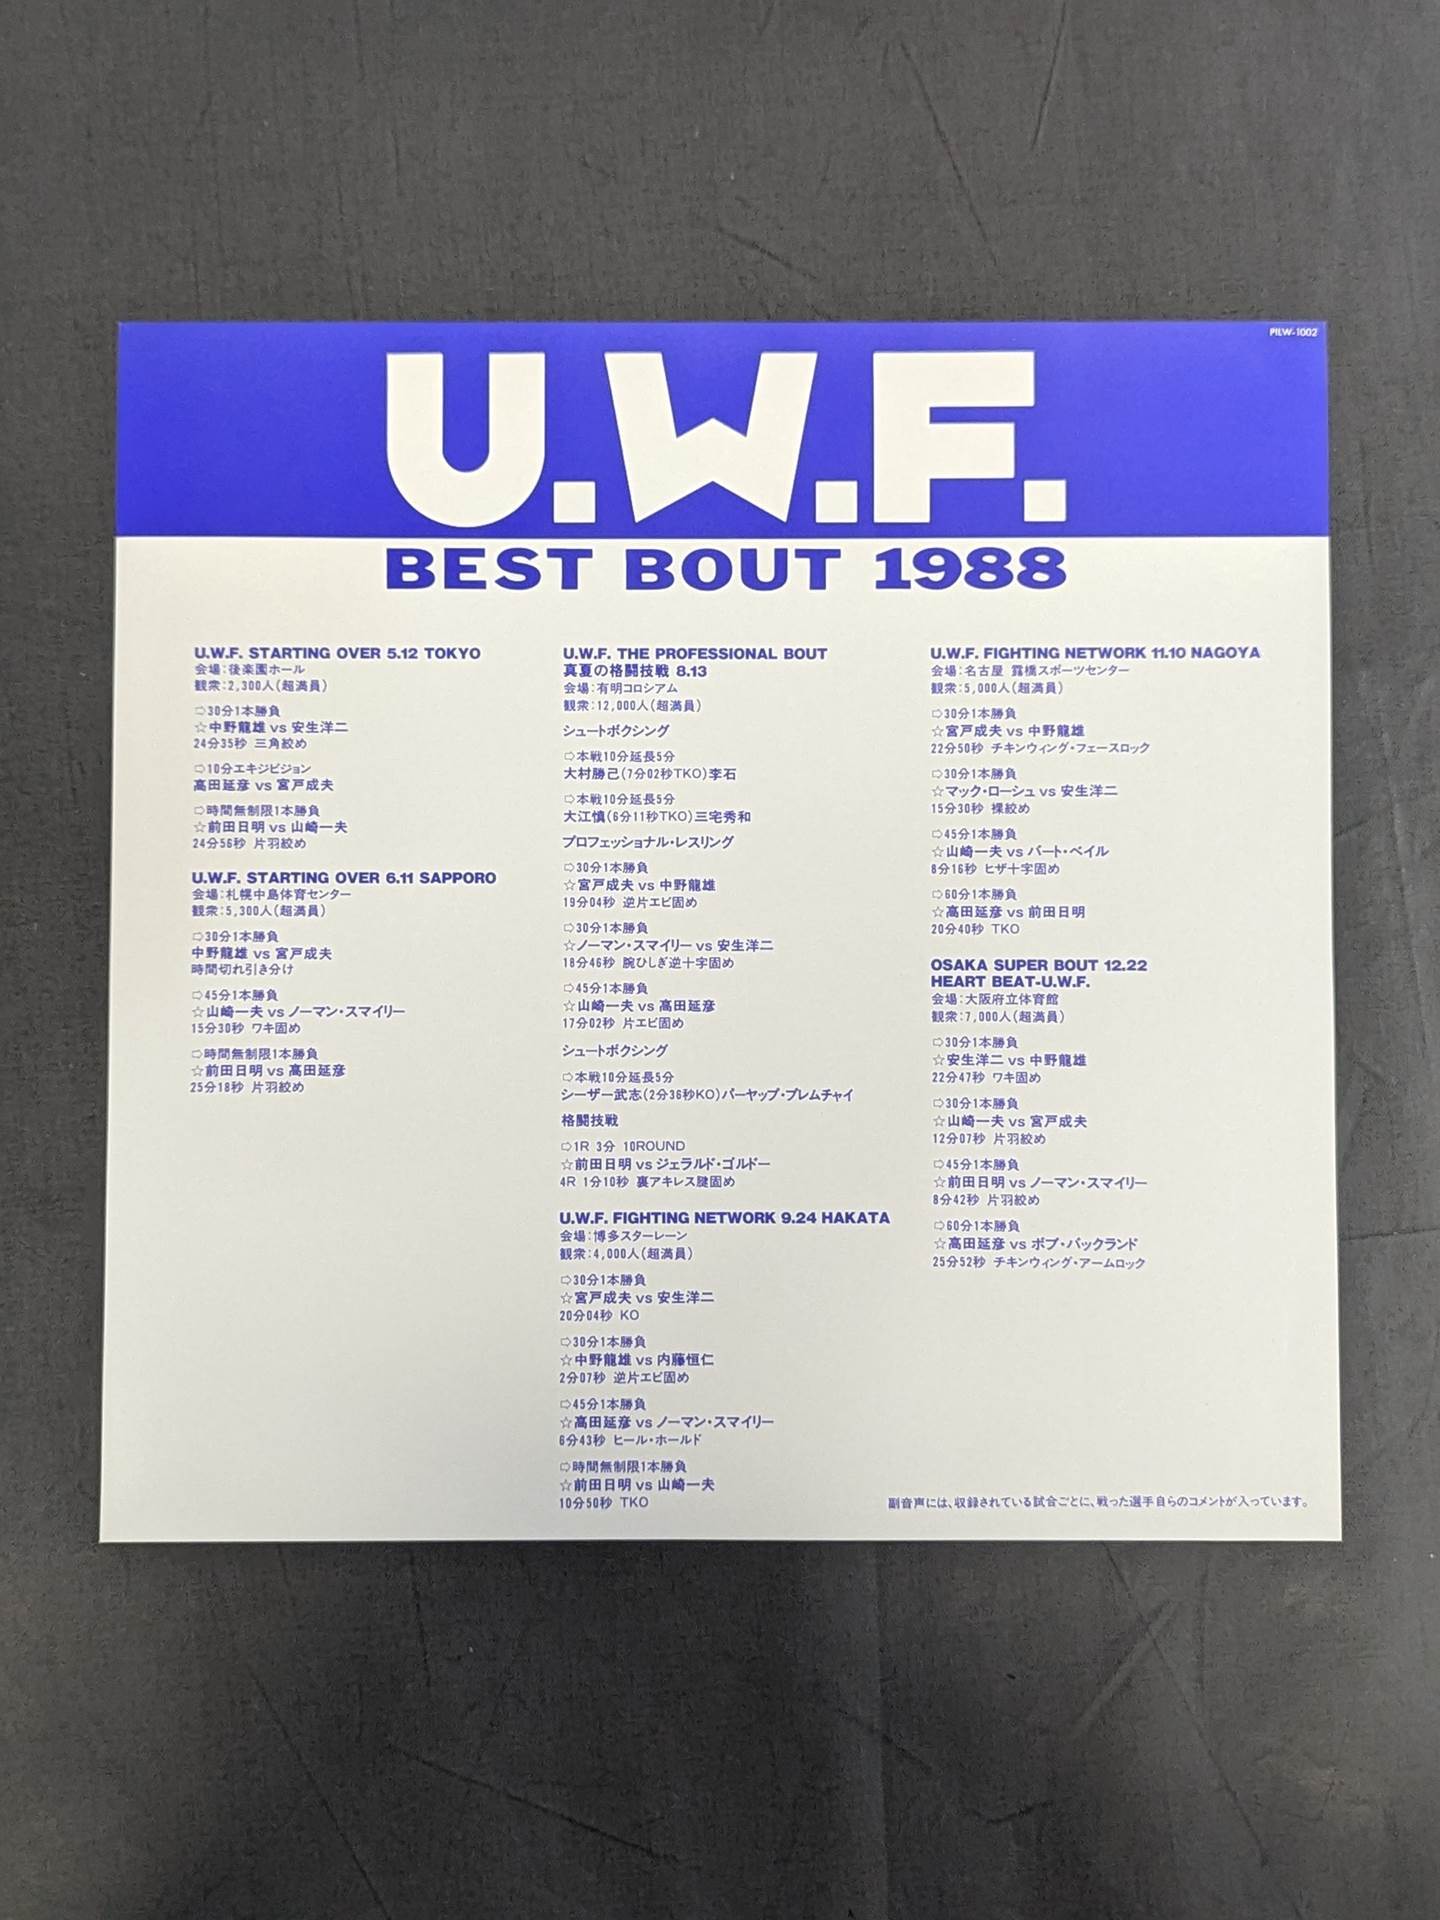 PILW-1002
U.W.F.
BEST BOUT 1988
U.W.F. STARTING OVER 5.12 TOKYO
会場:後楽園ホール
観衆:2,300人(超満員)
⇨30分1本勝負
☆中野龍雄 vs 安生洋二
24分35秒 三角絞め
⇨10分エキジビジョン
高田延彦 vs 宮戸成夫
⇨時間無制限1本勝負
☆前田日明 vs 山崎一夫
24分56秒 片羽絞め
U.W.F. STARTING OVER 6.11 SAPPORO
会場:札幌中島体育センター
観衆:5,300人(超満員)
⇨30分1本勝負
中野龍雄 vs 宮戸成夫
時間切れ引き分け
⇨45分1本勝負
☆山崎一夫 vs ノーマン・スマイリー
15分30秒 ワキ固め
⇨時間無制限1本勝負
☆前田日明 vs 高田延彦
25分18秒 片羽絞め
U.W.F. THE PROFESSIONAL BOUT
真夏の格闘技戦 8.13
会場:有明コロシアム
観衆:12,000人(超満員)
シュートボクシング
⇨本戦10分延長5分
大村勝己(7分02秒TKO)李石
⇨本戦10分延長5分
大江慎(6分11秒TKO)三宅秀和
プロフェッショナル・レスリング
⇨30分1本勝負
☆宮戸成夫 vs 中野龍雄
19分04秒 逆片エビ固め
⇨30分1本勝負
☆ノーマン・スマイリー vs 安生洋二
18分46秒 腕ひしぎ逆十字固め
⇨45分1本勝負
☆山崎一夫 vs 高田延彦
17分02秒 片エビ固め
シュートボクシング
⇨本戦10分延長5分
シーザー武志(2分36秒KO)パーヤップ・プレムチャイ
格闘技戦
⇨1R 3分 10ROUND
☆前田日明 vs ジェラルド・ゴルドー
4R 1分10秒 裏アキレス腱固め
U.W.F. FIGHTING NETWORK 9.24 HAKATA
会場:博多スターレーン
観衆:4,000人(超満員)
⇨30分1本勝負
☆宮戸成夫 vs 安生洋二
20分04秒 KO
⇨30分1本勝負
☆中野龍雄 vs 内藤恒仁
2分07秒 逆片エビ固め
⇨45分1本勝負
☆高田延彦 vs ノーマン・スマイリー
6分43秒 ヒール・ホールド
⇨時間無制限1本勝負
☆前田日明 vs 山崎一夫
10分50秒 TKO
U.W.F. FIGHTING NETWORK 11.10 NAGOYA
会場:名古屋 露橋スポーツセンター
観衆:5,000人(超満員)
⇨30分1本勝負
☆宮戸成夫 vs 中野龍雄
22分50秒 チキンウィング・フェースロック
⇨30分1本勝負
☆マック・ローシュ vs 安生洋二
15分30秒 裸絞め
⇨45分1本勝負
☆山崎一夫 vs バート・ベイル
8分16秒 ヒザ十字固め
⇨60分1本勝負
☆高田延彦 vs 前田日明
20分40秒 TKO
OSAKA SUPER BOUT 12.22
HEART BEAT-U.W.F.
会場:大阪府立体育館
観衆:7,000人(超満員)
⇨30分1本勝負
☆安生洋二 vs 中野龍雄
22分47秒 ワキ固め
⇨30分1本勝負
☆山崎一夫 vs 宮戸成夫
12分07秒 片羽絞め
⇨45分1本勝負
☆前田日明 vs ノーマン・スマイリー
8分42秒 片羽絞め
⇨60分1本勝負
☆高田延彦 vs ボブ・バックランド
25分52秒 チキンウィング・アームロック
副音声には、収録されている試合ごとに、戦った選手自らのコメントが入っています。